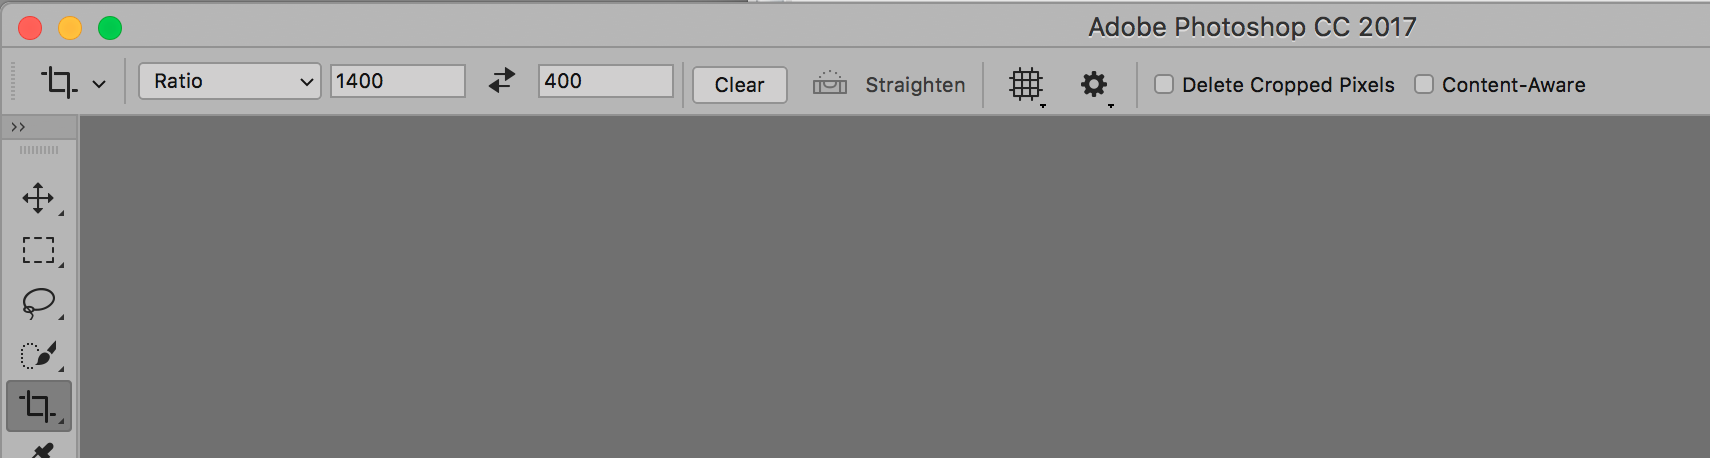 Adobe Photoshop CC 2017
Ratio 1400 400 Clear Straighten Delete Cropped Pixels Content-Aware